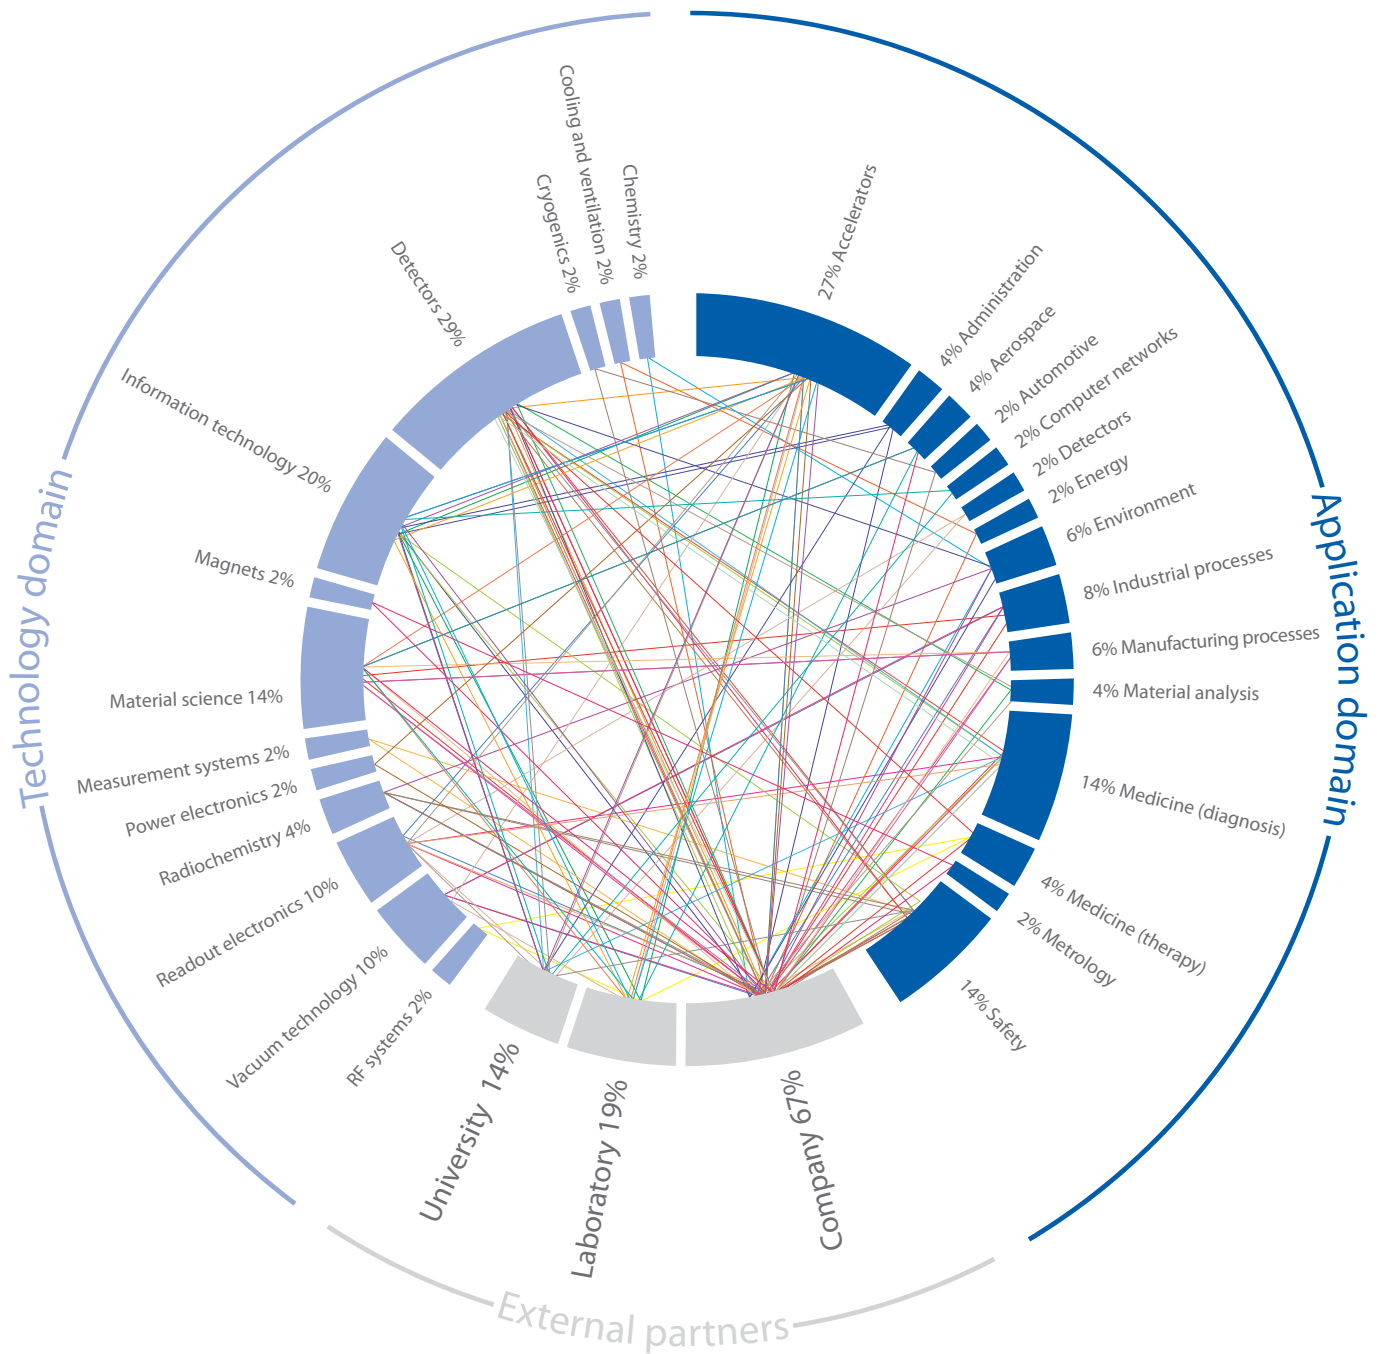 Technology domain
Chemistry 2%
Cooling and ventilation 2%
Cryogenics 2%
Detectors 29%
Information technology 20%
Magnets 2%
Material science 14%
Measurement systems 2%
Power electronics 2%
Radiochemistry 4%
Readout electronics 10%
Vacuum technology 10%
RF systems 2%
Application domain
27% Accelerators
4% Administration
4% Aerospace
2% Automotive
2% Computer networks
2% Detectors
2% Energy
6% Environment
8% Industrial processes
6% Manufacturing processes
4% Material analysis
14% Medicine (diagnosis)
4% Medicine (therapy)
2% Metrology
14% Safety
University 14%
Laboratory 19%
Company 67%
External partners